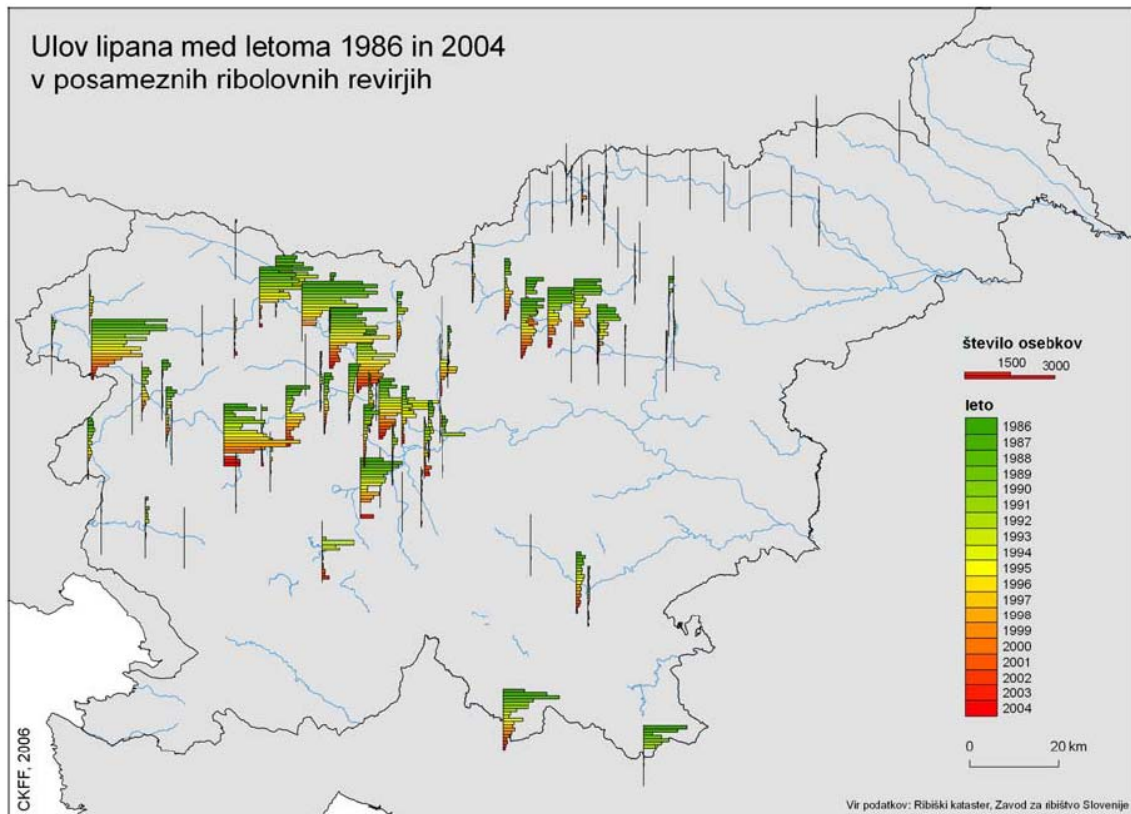 Ulov lipana med letoma 1986 in 2004
v posameznih ribolovnih revirjih
število osebkov
1500 3000
leto
1986
1987
1988
1989
1990
1991
1992
1993
1994
1995
1996
1997
1998
1999
2000
2001
2002
2003
2004
0 20 km
CKFF, 2006
Vir podatkov: Ribiški kataster, Zavod za ribištvo Slovenije